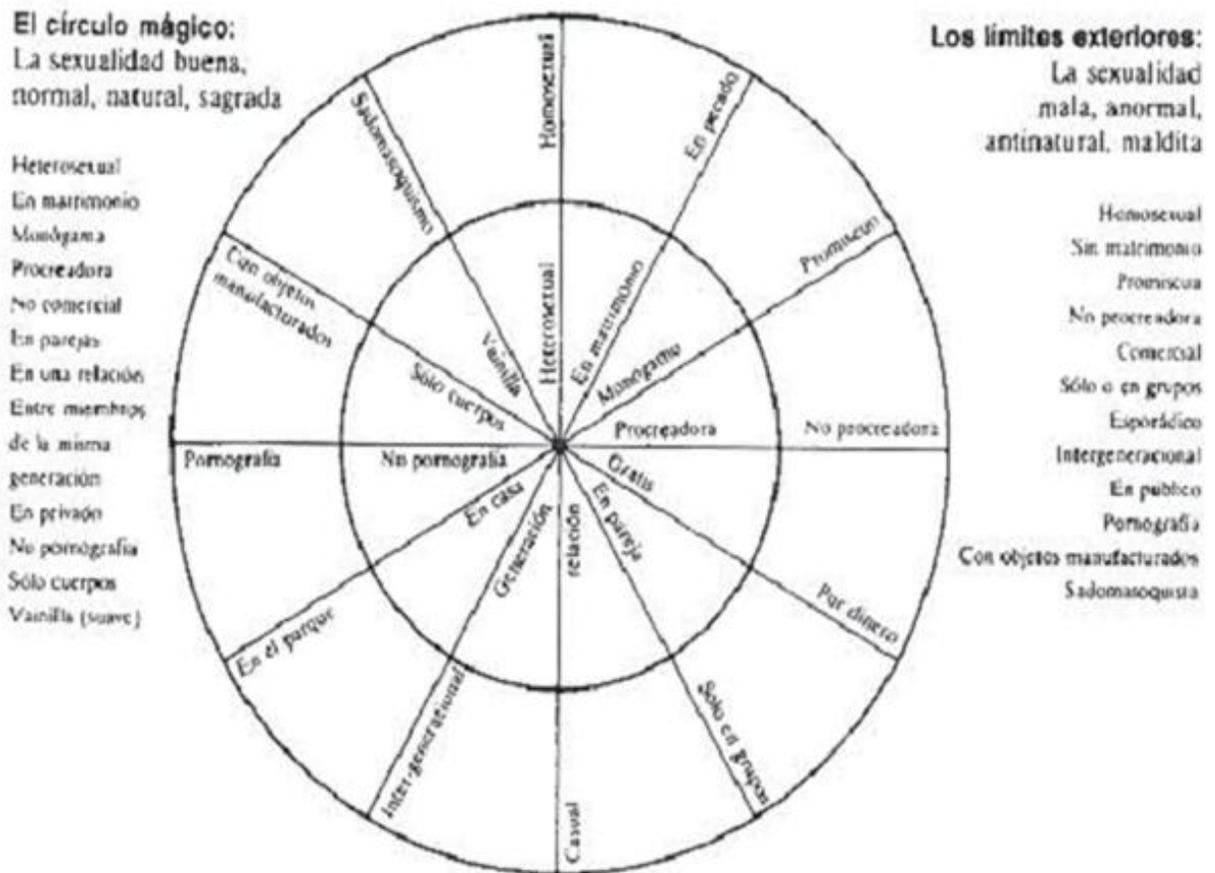 El círculo mágico:
La sexualidad buena,
normal, natural, sagrada
Heterosexual
En matrimonio
Monógama
Procreadora
No comercial
En parejas
En una relación
Entre miembros
de la misma
generación
En privado
No pornografía
Sólo cuerpos
Vainilla (suave)
Los límites exteriores:
La sexualidad
mala, anormal,
antinatural, maldita
Homosexual
Sin matrimonio
Promiscua
No procreadora
Comercial
Sólo o en grupos
Esporádico
Intergeneracional
En público
Pornografía
Con objetos manufacturados
Sadomasoquista
Homosexual
Heterosexual
En pecado
En matrimonio
Promiscuo
Monógamo
No procreadora
Procreadora
Por dinero
Gratis
Sólo en grupos
En pareja
Casual
relación
Inter-generational
Generación
En el parque
En casa
Pornografía
No pornografía
Con objetos
manufacturados
Sólo cuerpos
Sadomasoquismo
Vainilla